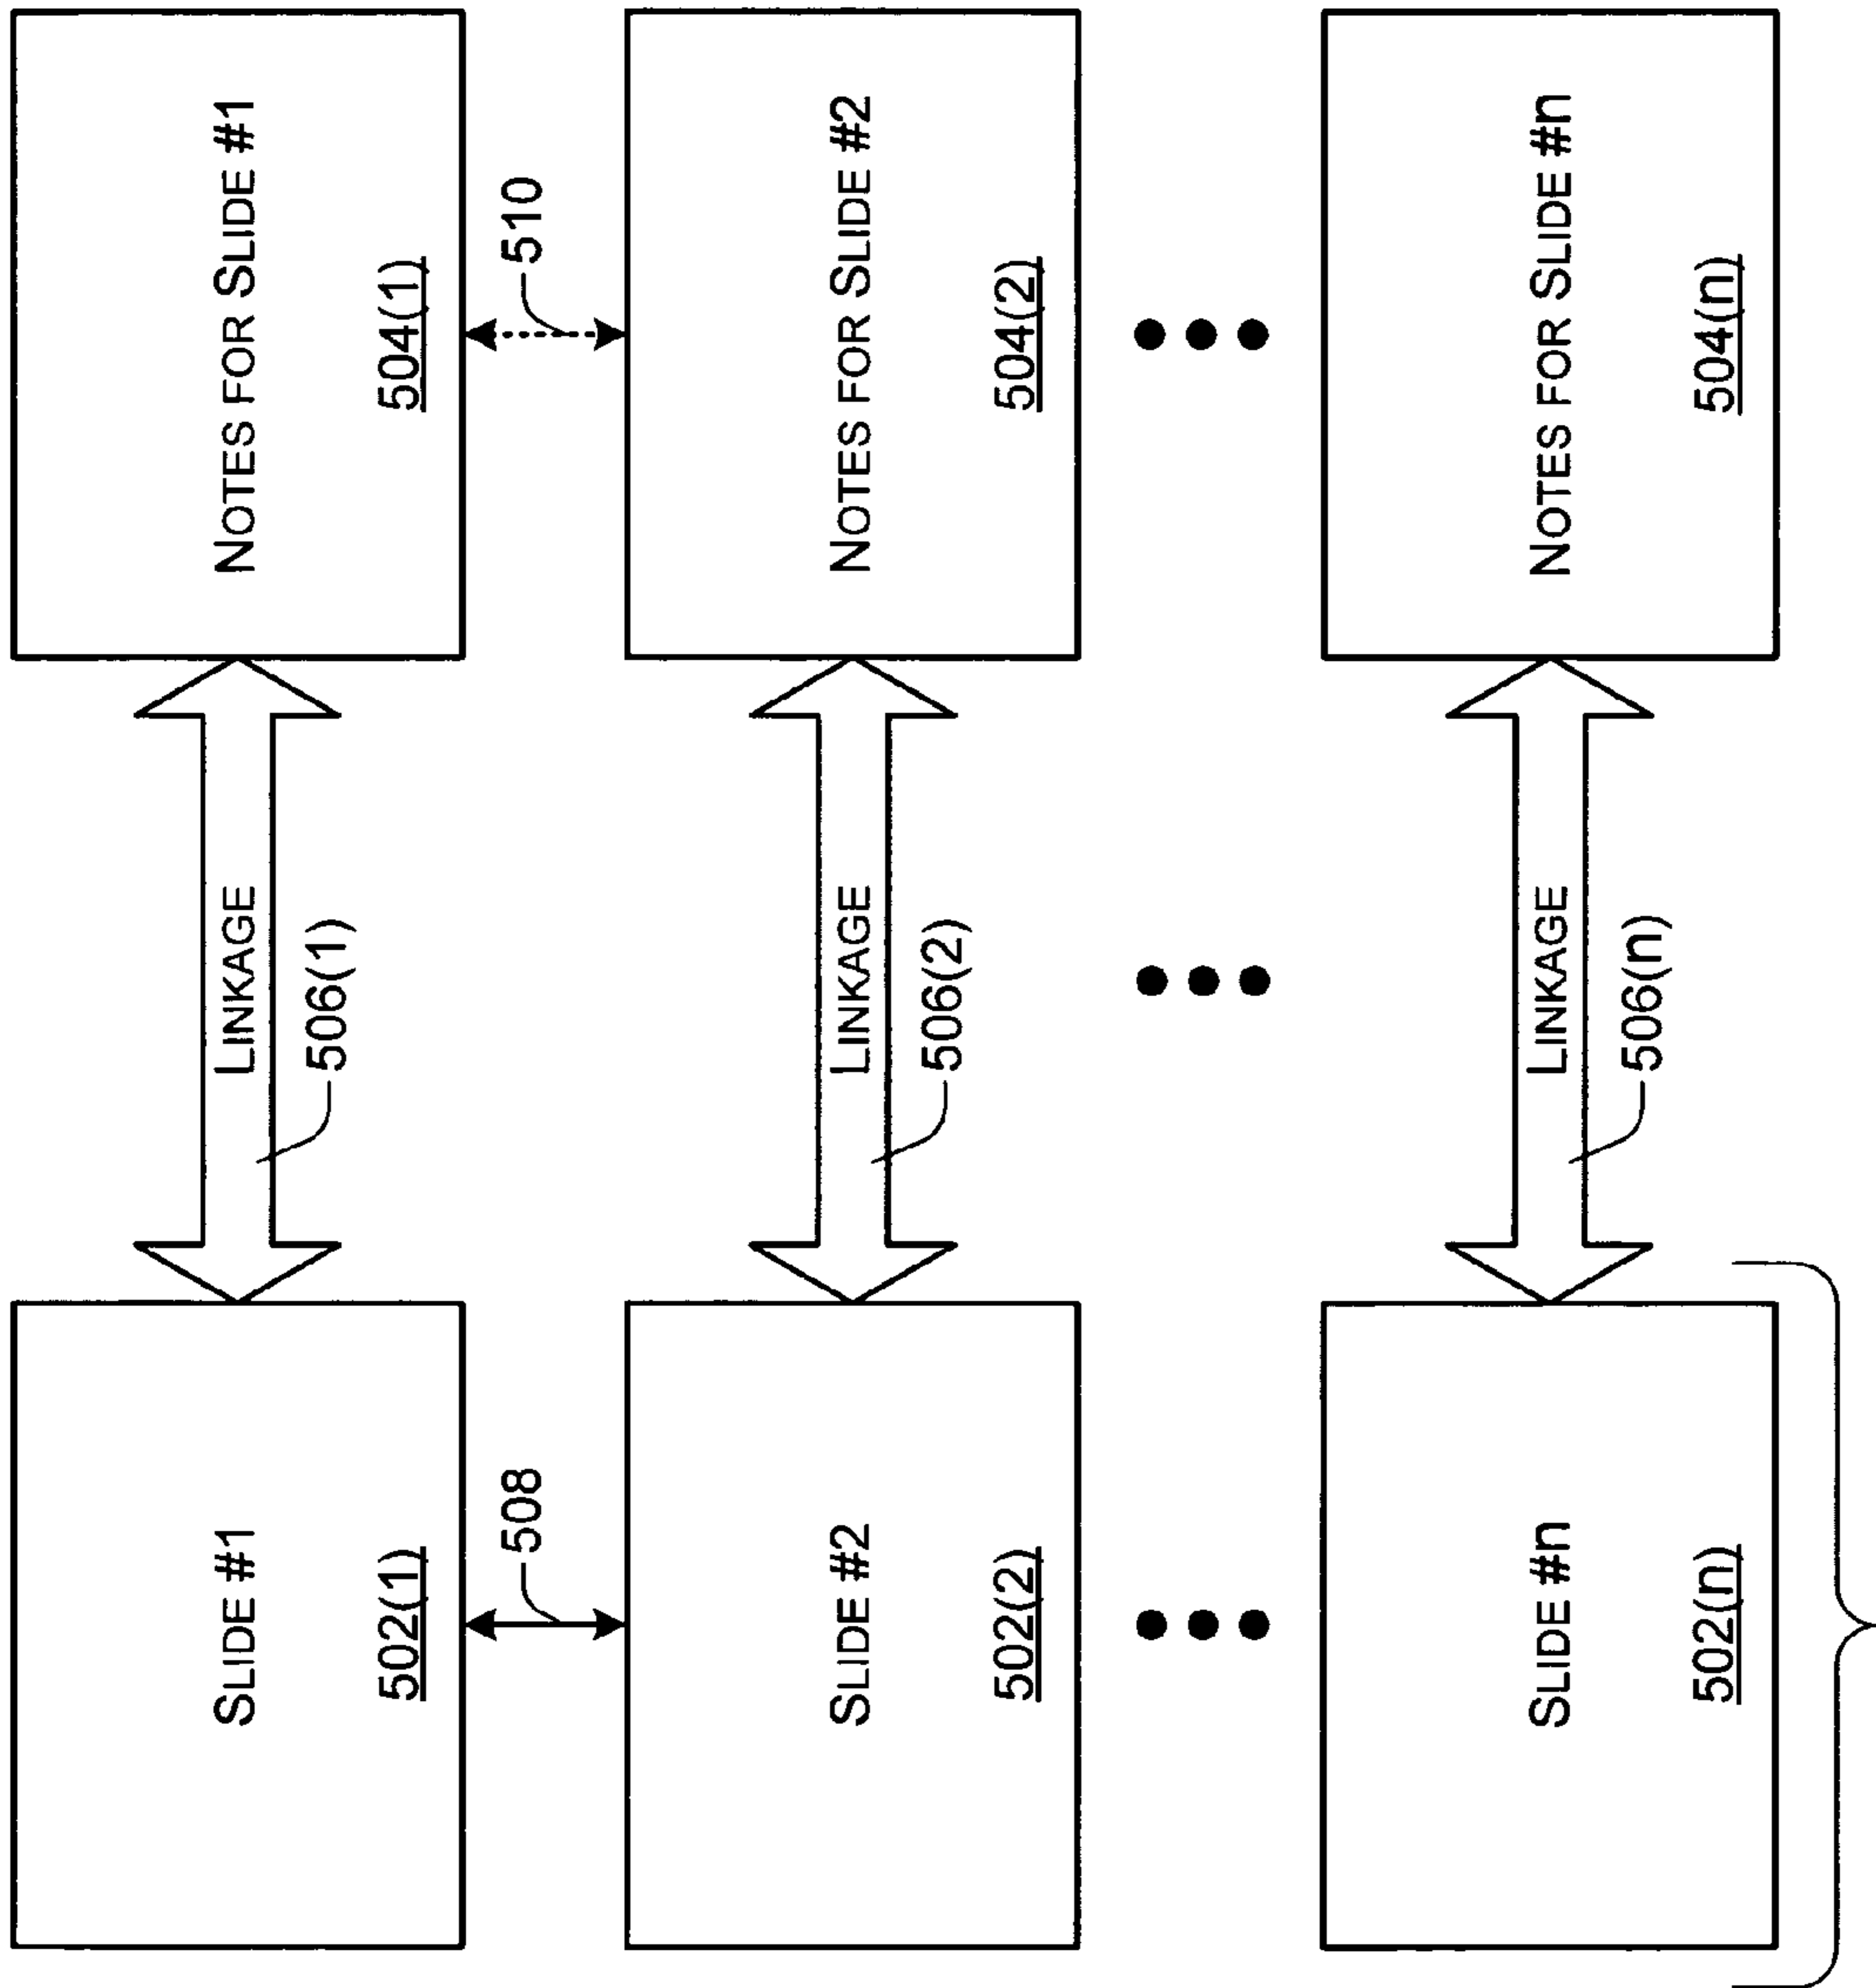 SLIDE #1
502(1)
LINKAGE
506(1)
NOTES FOR SLIDE #1
504(1)
508
510
SLIDE #2
502(2)
LINKAGE
506(2)
NOTES FOR SLIDE #2
504(2)
SLIDE #n
502(n)
LINKAGE
506(n)
NOTES FOR SLIDE #n
504(n)